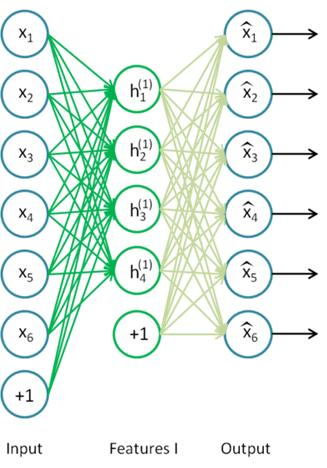 x₁ x̂₁
x₂ h₁⁽¹⁾ x̂₂
x₃ h₂⁽¹⁾ x̂₃
x₄ h₃⁽¹⁾ x̂₄
x₅ h₄⁽¹⁾ x̂₅
x₆ +1 x̂₆
+1
Input Features I Output